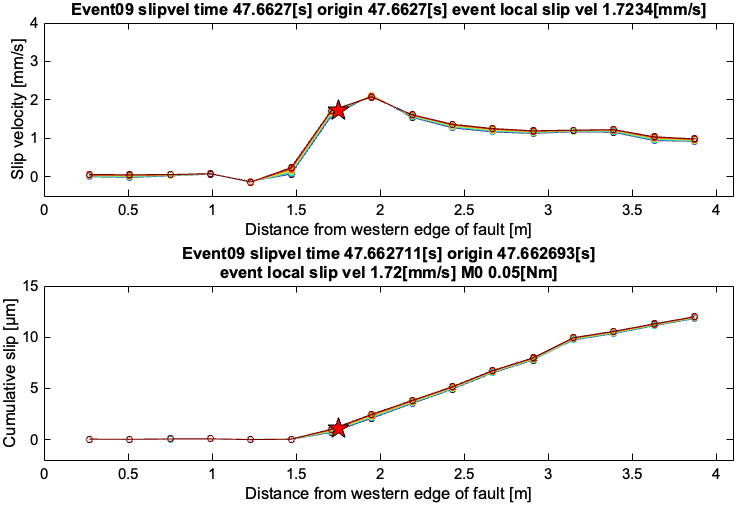 Event09 slipvel time 47.6627[s] origin 47.6627[s] event local slip vel 1.7234[mm/s]
4
3
2
1
0
Slip velocity [mm/s]
0 0.5 1 1.5 2 2.5 3 3.5 4
Distance from western edge of fault [m]
Event09 slipvel time 47.662711[s] origin 47.662693[s]
event local slip vel 1.72[mm/s] M0 0.05[Nm]
15
10
5
0
Cumulative slip [µm]
0 0.5 1 1.5 2 2.5 3 3.5 4
Distance from western edge of fault [m]